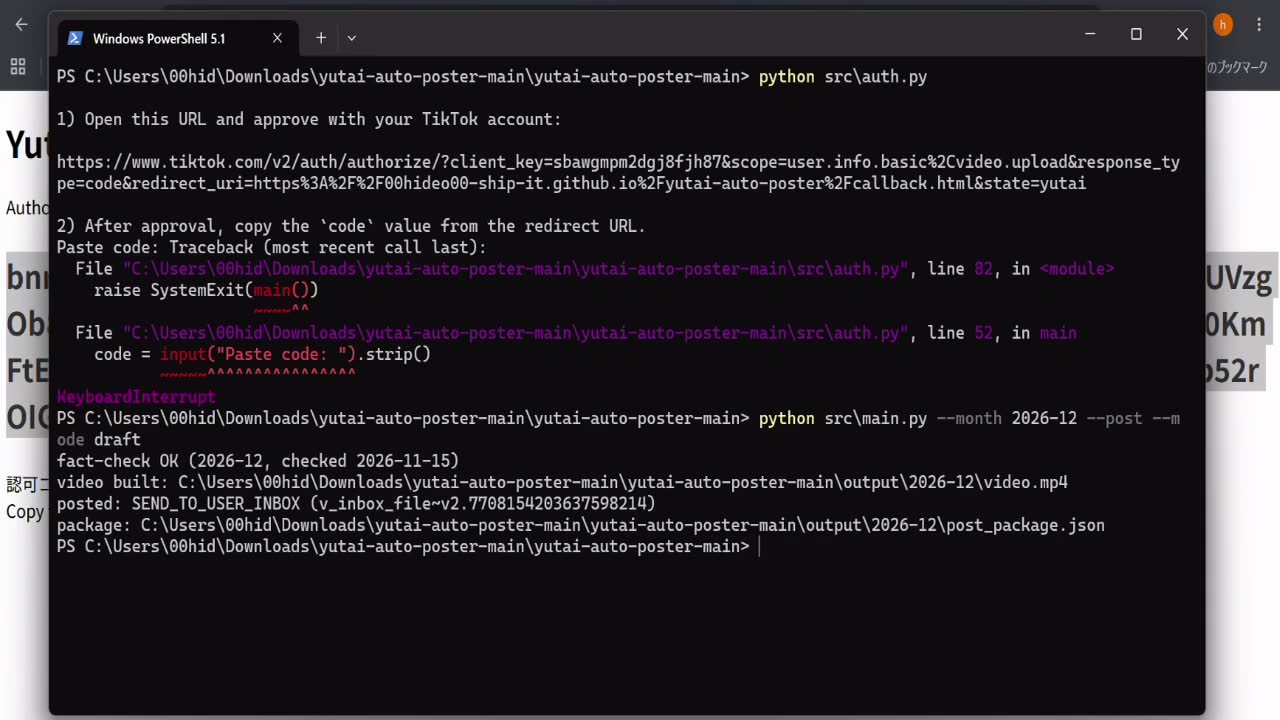 Windows PowerShell 5.1
h
のブックマーク
PS C:\Users\00hid\Downloads\yutai-auto-poster-main\yutai-auto-poster-main> python src\auth.py
1) Open this URL and approve with your TikTok account:
https://www.tiktok.com/v2/auth/authorize/?client_key=sbawgmpm2dgj8fjh87&scope=user.info.basic%2Cvideo.upload&response_ty
pe=code&redirect_uri=https%3A%2F%2F00hideo00-ship-it.github.io%2Fyutai-auto-poster%2Fcallback.html&state=yutai
2) After approval, copy the `code` value from the redirect URL.
Paste code: Traceback (most recent call last):
File "C:\Users\00hid\Downloads\yutai-auto-poster-main\yutai-auto-poster-main\src\auth.py", line 82, in <module>
raise SystemExit(main())
~~~~^^
File "C:\Users\00hid\Downloads\yutai-auto-poster-main\yutai-auto-poster-main\src\auth.py", line 52, in main
code = input("Paste code: ").strip()
~~~~~^^^^^^^^^^^^^^^^
KeyboardInterrupt
PS C:\Users\00hid\Downloads\yutai-auto-poster-main\yutai-auto-poster-main> python src\main.py --month 2026-12 --post --m
ode draft
fact-check OK (2026-12, checked 2026-11-15)
video built: C:\Users\00hid\Downloads\yutai-auto-poster-main\yutai-auto-poster-main\output\2026-12\video.mp4
posted: SEND_TO_USER_INBOX (v_inbox_file~v2.7708154203637598214)
package: C:\Users\00hid\Downloads\yutai-auto-poster-main\yutai-auto-poster-main\output\2026-12\post_package.json
PS C:\Users\00hid\Downloads\yutai-auto-poster-main\yutai-auto-poster-main>
UVzg
0Km
52r
Copy